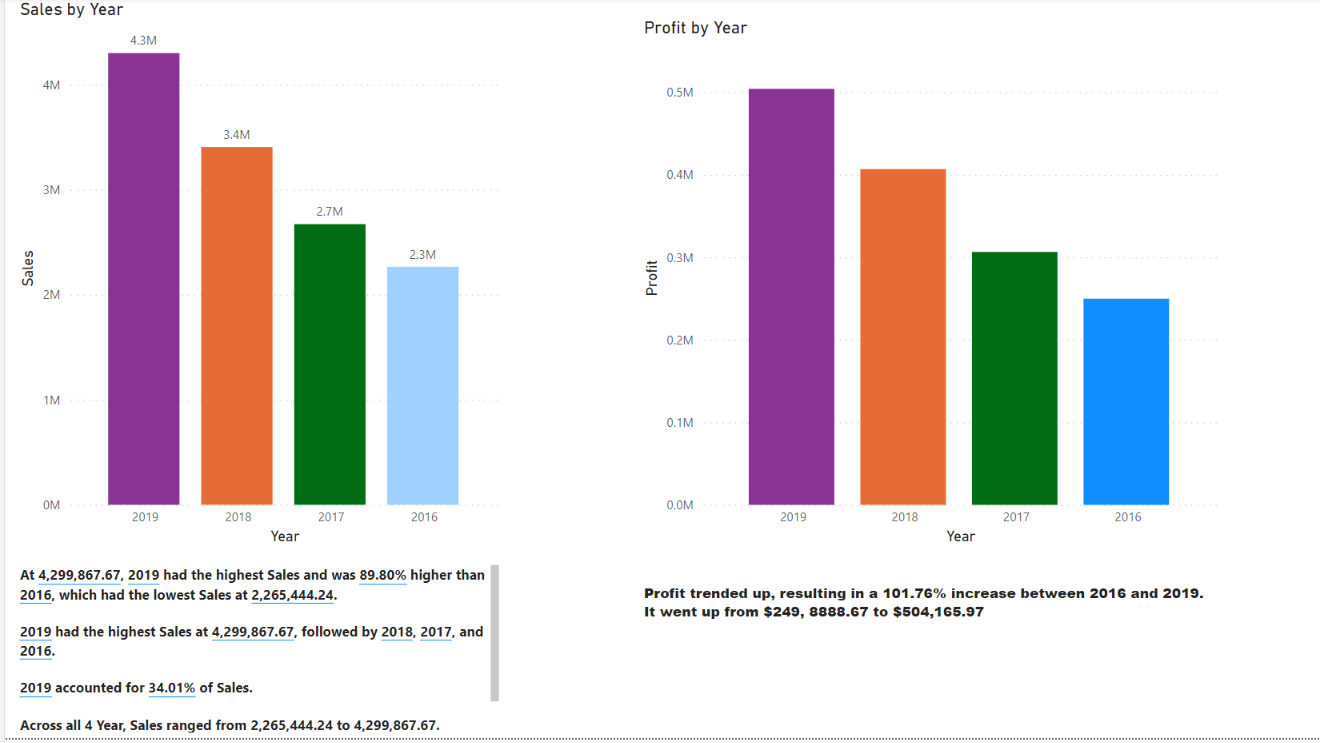 Sales by Year
4.3M
4M
3.4M
3M
2.7M
2.3M
Sales
2M
1M
0M
2019 2018 2017 2016
Year
At 4,299,867.67, 2019 had the highest Sales and was 89.80% higher than
2016, which had the lowest Sales at 2,265,444.24.
2019 had the highest Sales at 4,299,867.67, followed by 2018, 2017, and
2016.
2019 accounted for 34.01% of Sales.
Across all 4 Year, Sales ranged from 2,265,444.24 to 4,299,867.67.
Profit by Year
0.5M
0.4M
0.3M
Profit
0.2M
0.1M
0.0M
2019 2018 2017 2016
Year
Profit trended up, resulting in a 101.76% increase between 2016 and 2019.
It went up from $249, 8888.67 to $504,165.97